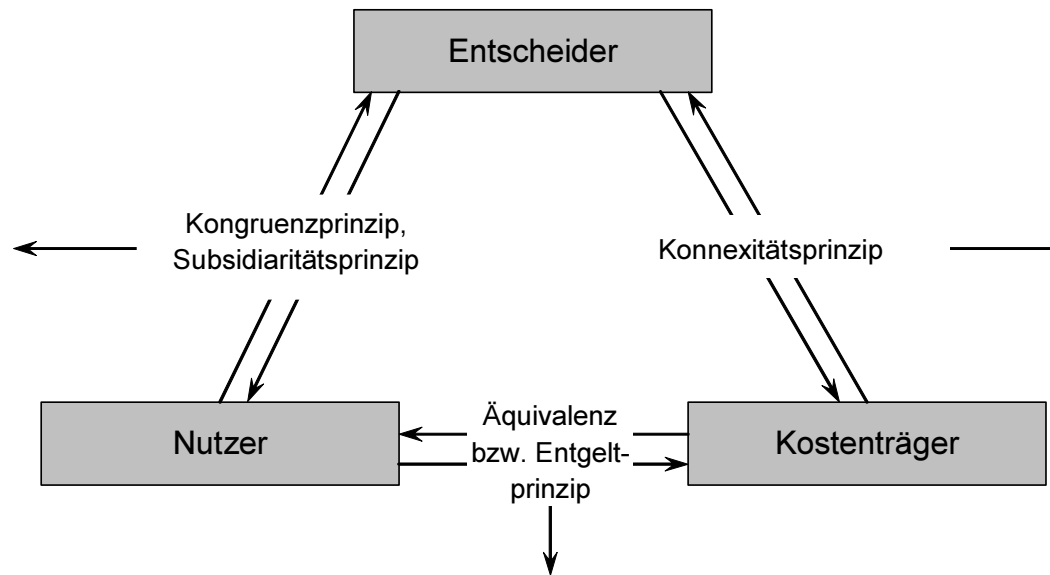 Entscheider
Kongruenzprinzip,
Subsidiaritätsprinzip
Konnexitätsprinzip
Nutzer
Äquivalenz
bzw. Entgelt-
prinzip
Kostenträger